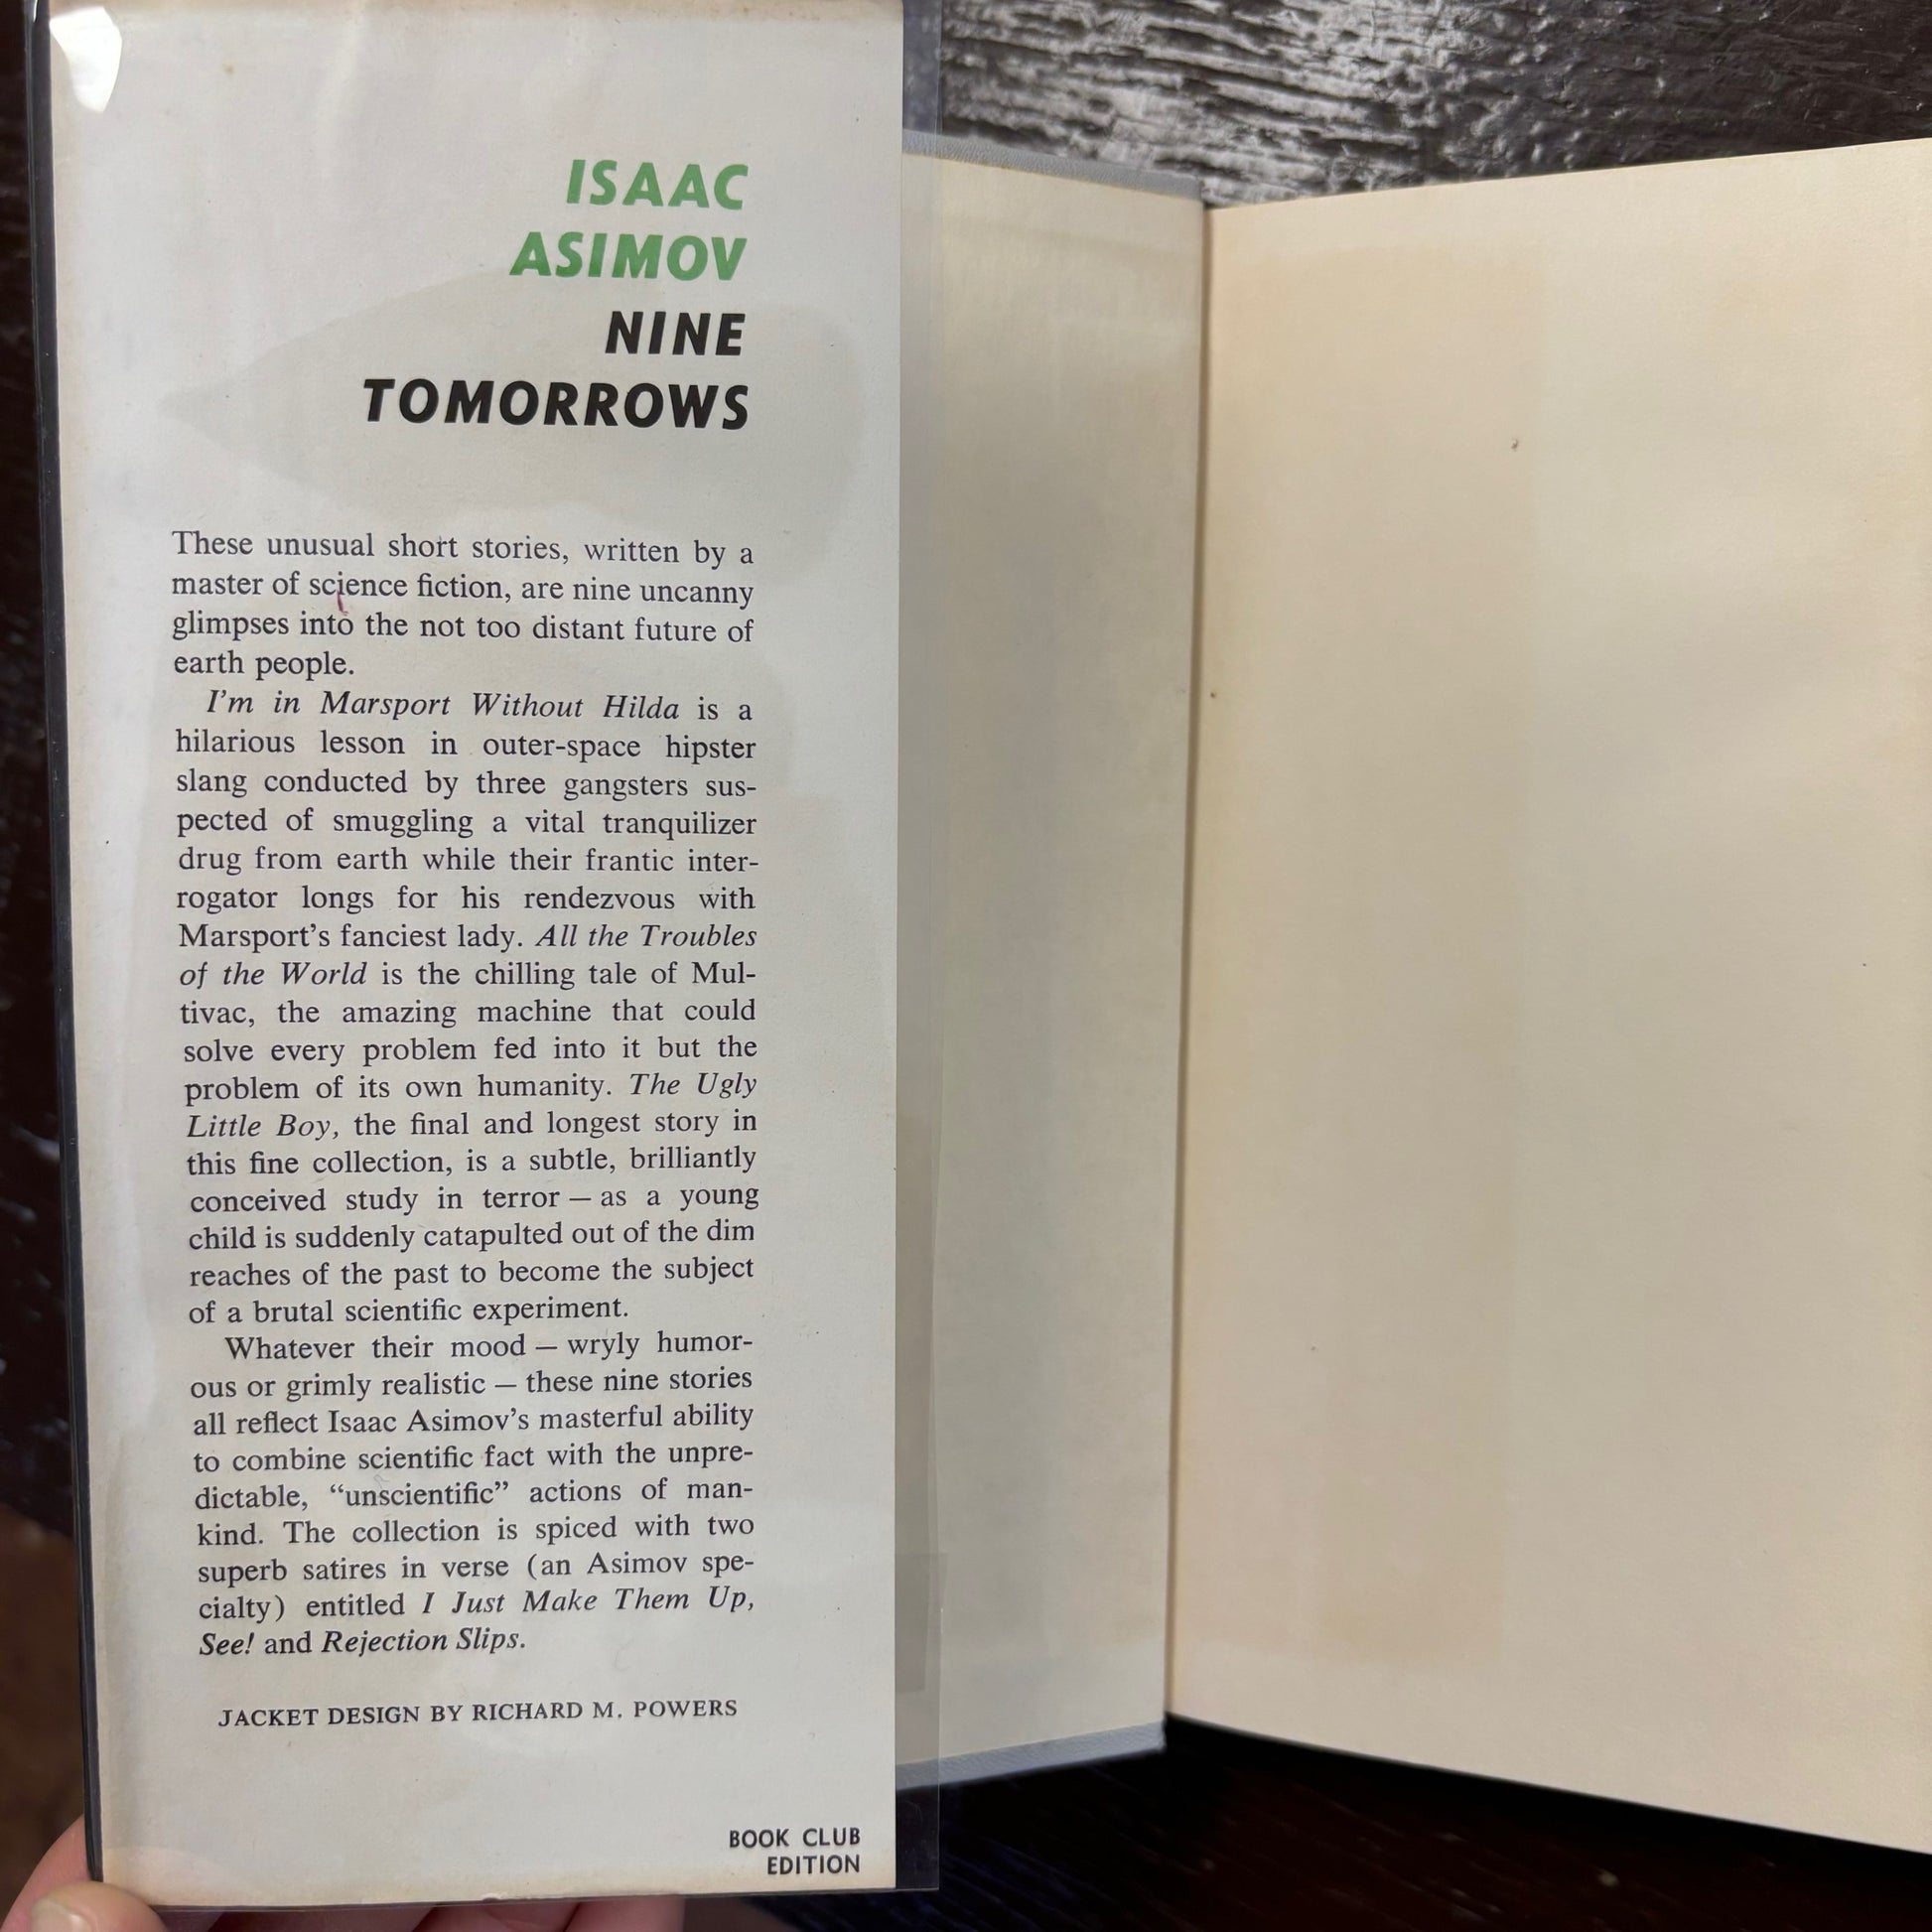 ISAAC
ASIMOV
NINE
TOMORROWS
These unusual short stories, written by a
master of science fiction, are nine uncanny
glimpses into the not too distant future of
earth people.
I'm in Marsport Without Hilda is a
hilarious lesson in outer-space hipster
slang conducted by three gangsters sus-
pected of smuggling a vital tranquilizer
drug from earth while their frantic inter-
rogator longs for his rendezvous with
Marsport's fanciest lady. All the Troubles
of the World is the chilling tale of Mul-
tivac, the amazing machine that could
solve every problem fed into it but the
problem of its own humanity. The Ugly
Little Boy, the final and longest story in
this fine collection, is a subtle, brilliantly
conceived study in terror — as a young
child is suddenly catapulted out of the dim
reaches of the past to become the subject
of a brutal scientific experiment.
Whatever their mood — wryly humor-
ous or grimly realistic — these nine stories
all reflect Isaac Asimov's masterful ability
to combine scientific fact with the unpre-
dictable, “unscientific” actions of man-
kind. The collection is spiced with two
superb satires in verse (an Asimov spe-
cialty) entitled I Just Make Them Up,
See! and Rejection Slips.
JACKET DESIGN BY RICHARD M. POWERS
BOOK CLUB
EDITION